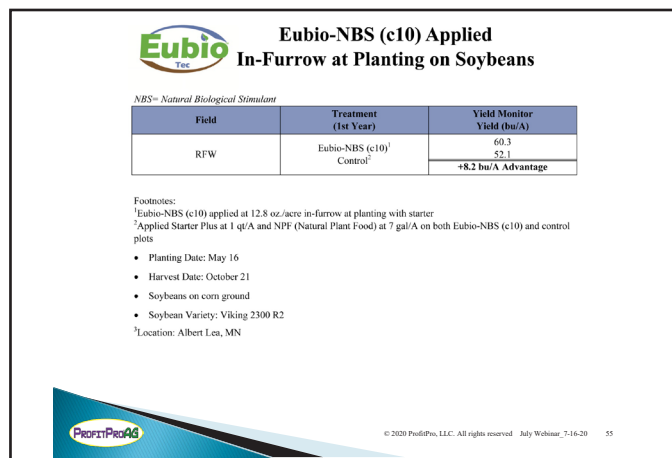 Eubio
Tec
Eubio-NBS (c10) Applied
In-Furrow at Planting on Soybeans
NBS= Natural Biological Stimulant
Field Treatment (1st Year) Yield Monitor Yield (bu/A)
RFW Eubio-NBS (c10)¹ 60.3
Control² 52.1
+8.2 bu/A Advantage
Footnotes:
¹Eubio-NBS (c10) applied at 12.8 oz./acre in-furrow at planting with starter
²Applied Starter Plus at 1 qt/A and NPF (Natural Plant Food) at 7 gal/A on both Eubio-NBS (c10) and control
plots
• Planting Date: May 16
• Harvest Date: October 21
• Soybeans on corn ground
• Soybean Variety: Viking 2300 R2
³Location: Albert Lea, MN
PROFITPROAG
© 2020 ProfitPro, LLC. All rights reserved July Webinar_7-16-20 55